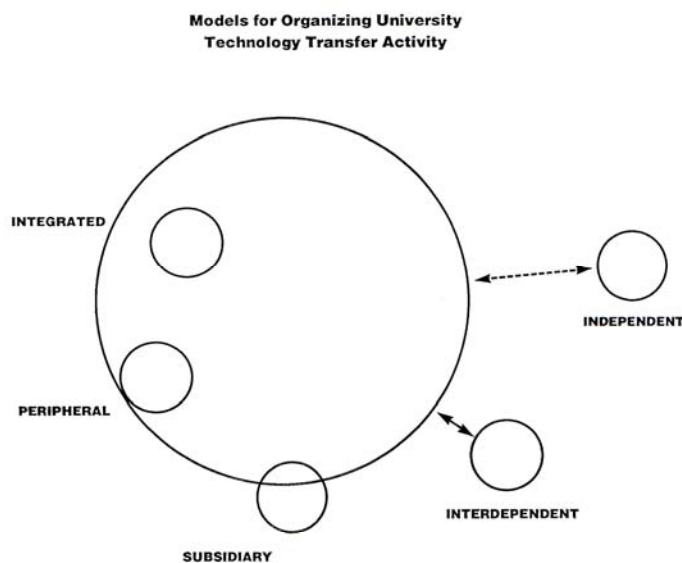 Models for Organizing University
Technology Transfer Activity
INTEGRATED
INDEPENDENT
PERIPHERAL
INTERDEPENDENT
SUBSIDIARY